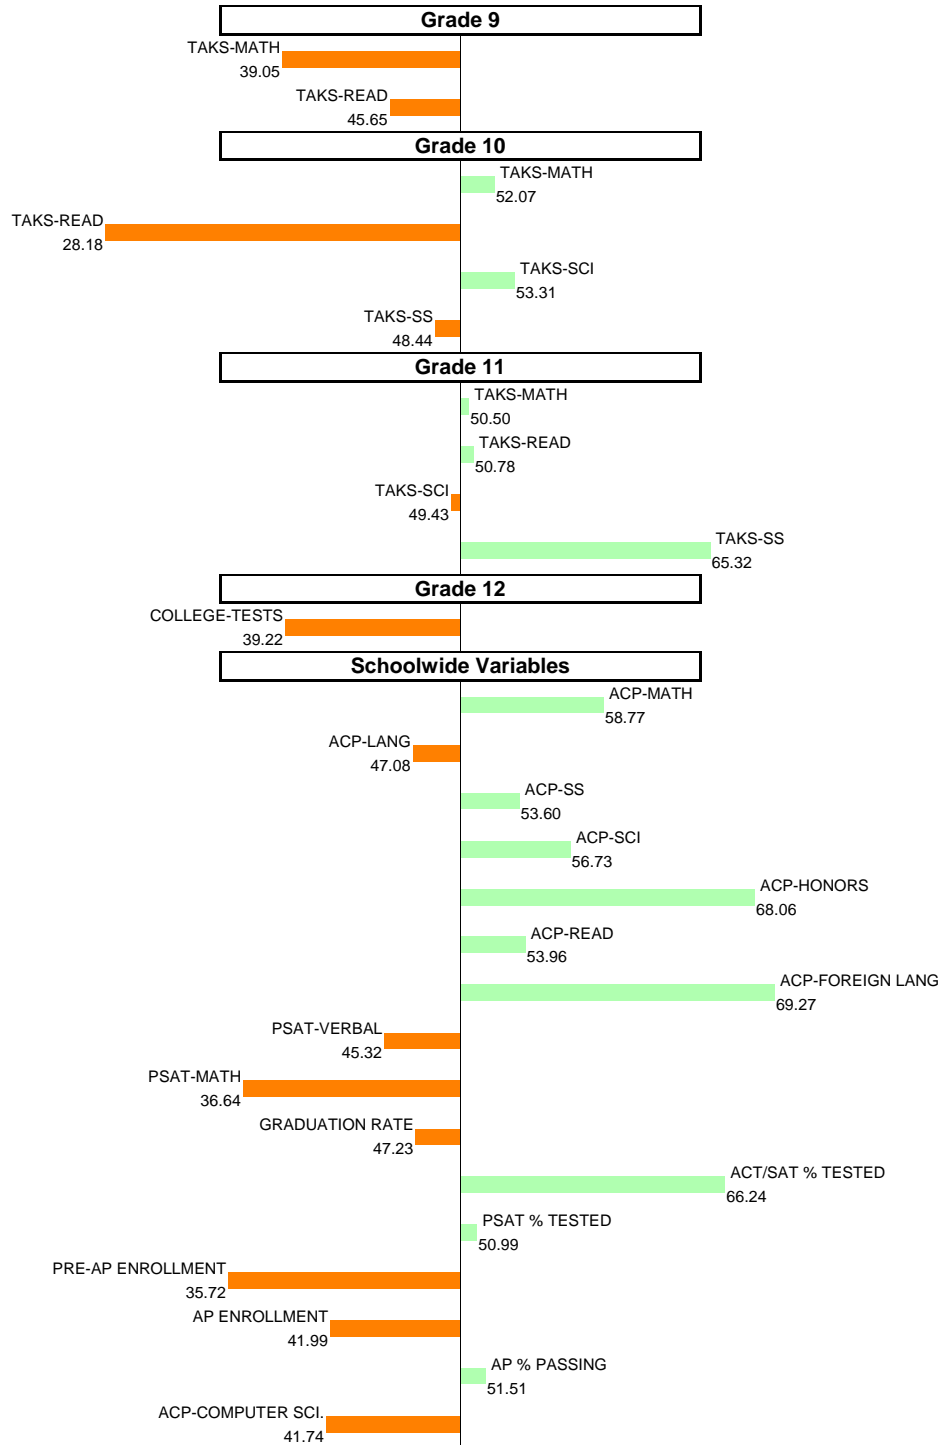 Grade 9
TAKS-MATH
39.05
TAKS-READ
45.65
Grade 10
TAKS-MATH
52.07
TAKS-READ
28.18
TAKS-SCI
53.31
TAKS-SS
48.44
Grade 11
TAKS-MATH
50.50
TAKS-READ
50.78
TAKS-SCI
49.43
TAKS-SS
65.32
Grade 12
COLLEGE-TESTS
39.22
Schoolwide Variables
ACP-MATH
58.77
ACP-LANG
47.08
ACP-SS
53.60
ACP-SCI
56.73
ACP-HONORS
68.06
ACP-READ
53.96
ACP-FOREIGN LANG
69.27
PSAT-VERBAL
45.32
PSAT-MATH
36.64
GRADUATION RATE
47.23
ACT/SAT % TESTED
66.24
PSAT % TESTED
50.99
PRE-AP ENROLLMENT
35.72
AP ENROLLMENT
41.99
AP % PASSING
51.51
ACP-COMPUTER SCI.
41.74